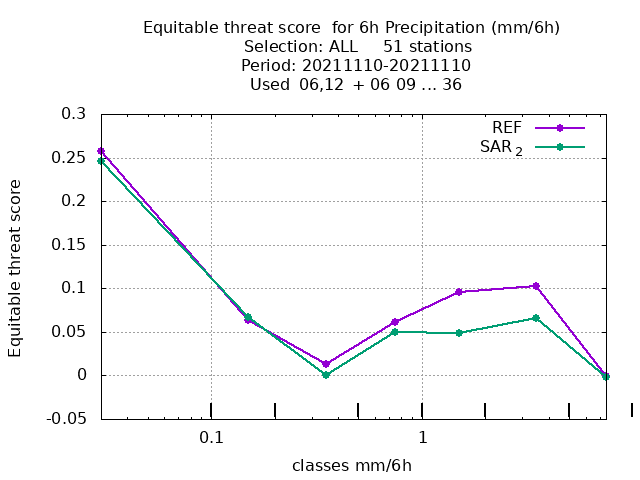 Equitable threat score  for 6h Precipitation (mm/6h)
Selection: ALL     51 stations
Period: 20211110-20211110
Used  06,12  + 06 09 ... 36
REF
SAR 2
0.3
0.25
0.2
0.15
0.1
0.05
0
-0.05
Equitable threat score
0.1
1
classes mm/6h